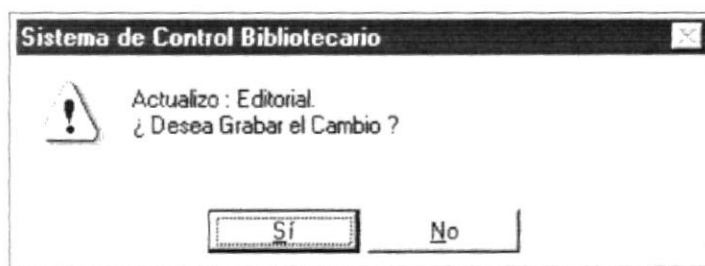 Sistema de Control Bibliotecario
Actualizo : Editorial.
¿ Desea Grabar el Cambio ?
Sí No